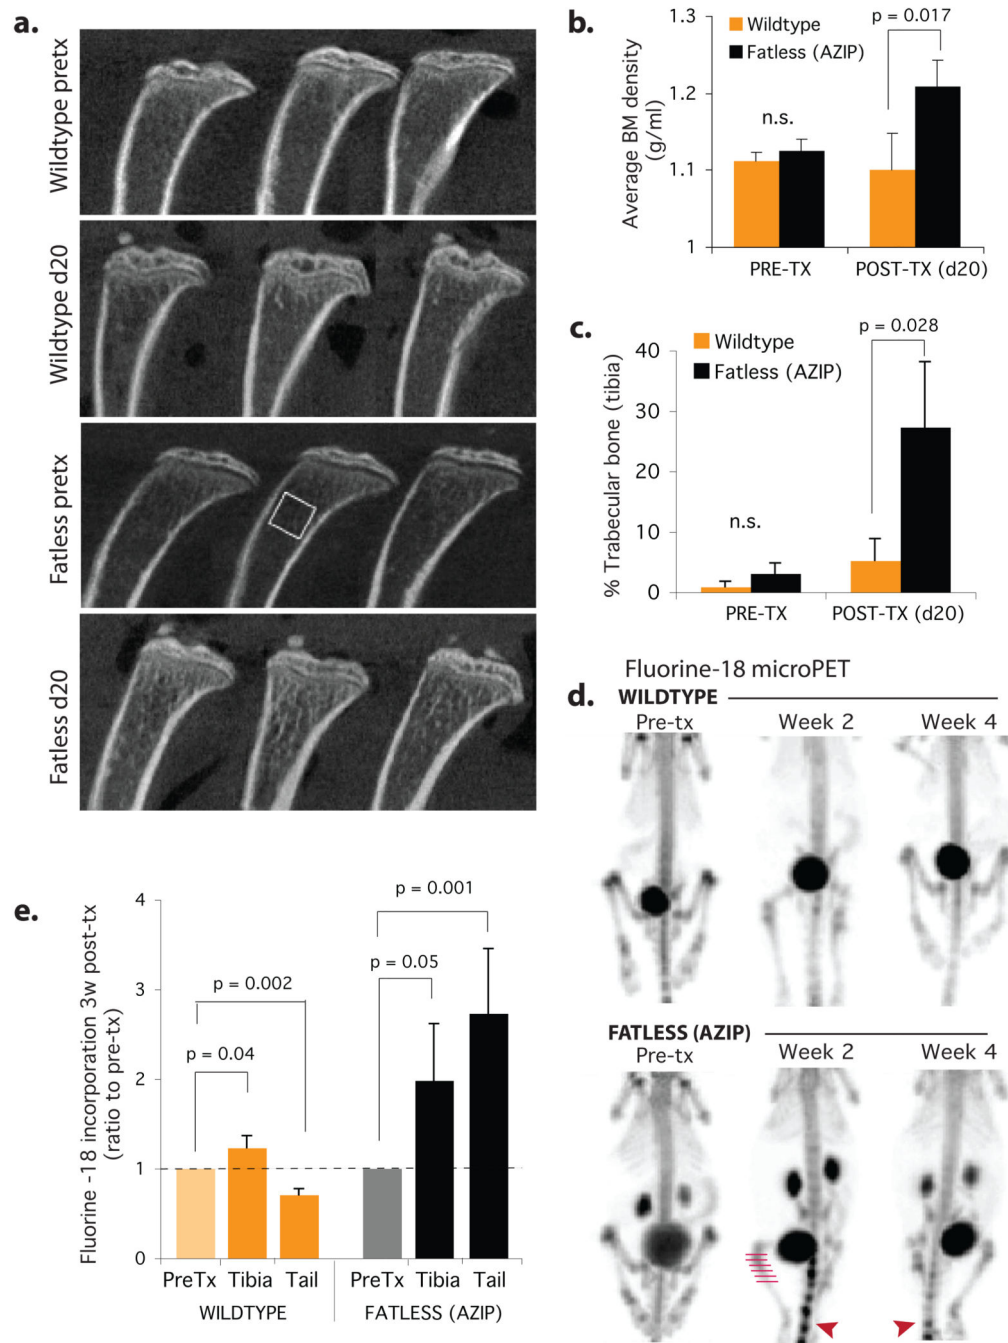 a.
Wildtype pretx
Wildtype d20
Fatless pretx
Fatless d20
b.
Average BM density
(g/ml)
1.3
1.2
1.1
1
Wildtype
Fatless (AZIP)
p = 0.017
n.s.
PRE-TX
POST-TX (d20)
c.
% Trabecular bone (tibia)
40
30
20
10
0
Wildtype
Fatless (AZIP)
p = 0.028
n.s.
PRE-TX
POST-TX (d20)
d.
Fluorine-18 microPET
WILDTYPE
Pre-tx
Week 2
Week 4
FATLESS (AZIP)
Pre-tx
Week 2
Week 4
e.
Fluorine -18 incorporation 3w post-tx
(ratio to pre-tx)
4
3
2
1
0
p = 0.002
p = 0.04
p = 0.001
p = 0.05
PreTx Tibia Tail
PreTx Tibia Tail
WILDTYPE
FATLESS (AZIP)